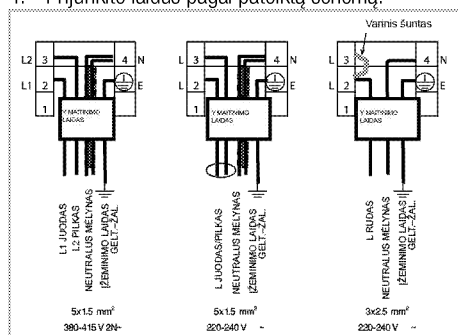 Prijunkite laidus pagal pateiktą schemą.
Varinis šuntas
L2 3 4 N
L1 2 E
1
Y MAITINIMO
LAIDAS
L1 JUODAS
L2 PILKAS
NEUTRALUS MĖLYNAS
ĮŽEMINIMO LAIDAS
GELT.–ŽAL.
5x1.5 mm²
380-415 V 2N~
3 4 N
L 2 E
1
Y MAITINIMO
LAIDAS
L JUODAS/PILKAS
NEUTRALUS MĖLYNAS
ĮŽEMINIMO LAIDAS
GELT.–ŽAL.
5x1.5 mm²
220-240 V ~
L 3 4 N
L 2 E
1
Y MAITINIMO
LAIDAS
L RUDAS
NEUTRALUS MĖLYNAS
ĮŽEMINIMO LAIDAS
GELT.–ŽAL.
3x2.5 mm²
220-240 V ~